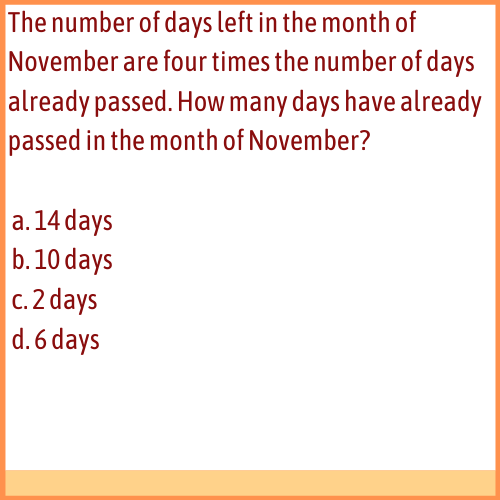 The number of days left in the month of
November are four times the number of days
already passed. How many days have already
passed in the month of November?
a. 14 days
b. 10 days
c. 2 days
d. 6 days